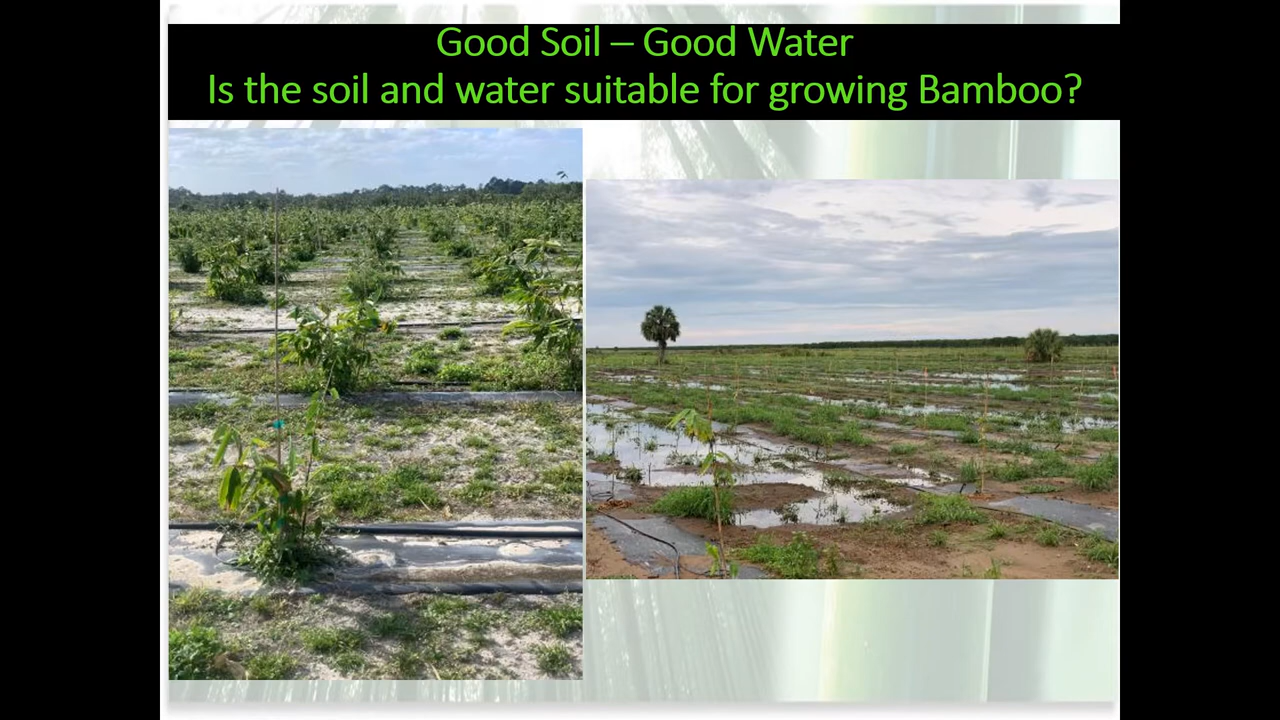 Good Soil – Good Water
Is the soil and water suitable for growing Bamboo?